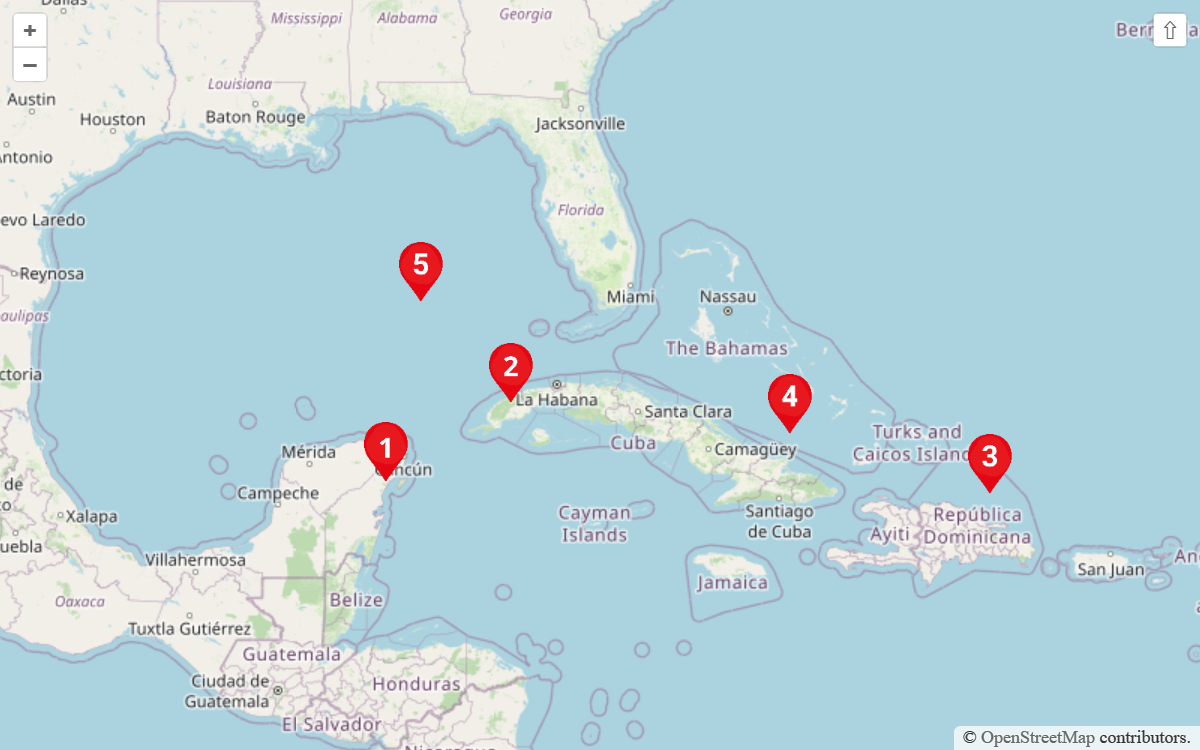 Dallas
Mississippi
Alabama
Georgia
+
−
⇧
Louisiana
Austin
Houston
Baton Rouge
Jacksonville
Antonio
Florida
evo Laredo
5
Reynosa
aulipas
Miami
Nassau
The Bahamas
2
ctoria
La Habana
4
Santa Clara
Cuba
Camagüey
Turks and
Caicos Islan
3
1
Mérida
Cancún
de
Campeche
Xalapa
Cayman
Islands
Santiago
de Cuba
República
Dominicana
Ayiti
uebla
Villahermosa
Jamaica
San Juan
An
Oaxaca
Belize
Tuxtla Gutiérrez
Guatemala
Ciudad de
Guatemala
Honduras
El Salvador
Nicaragua
© OpenStreetMap contributors.